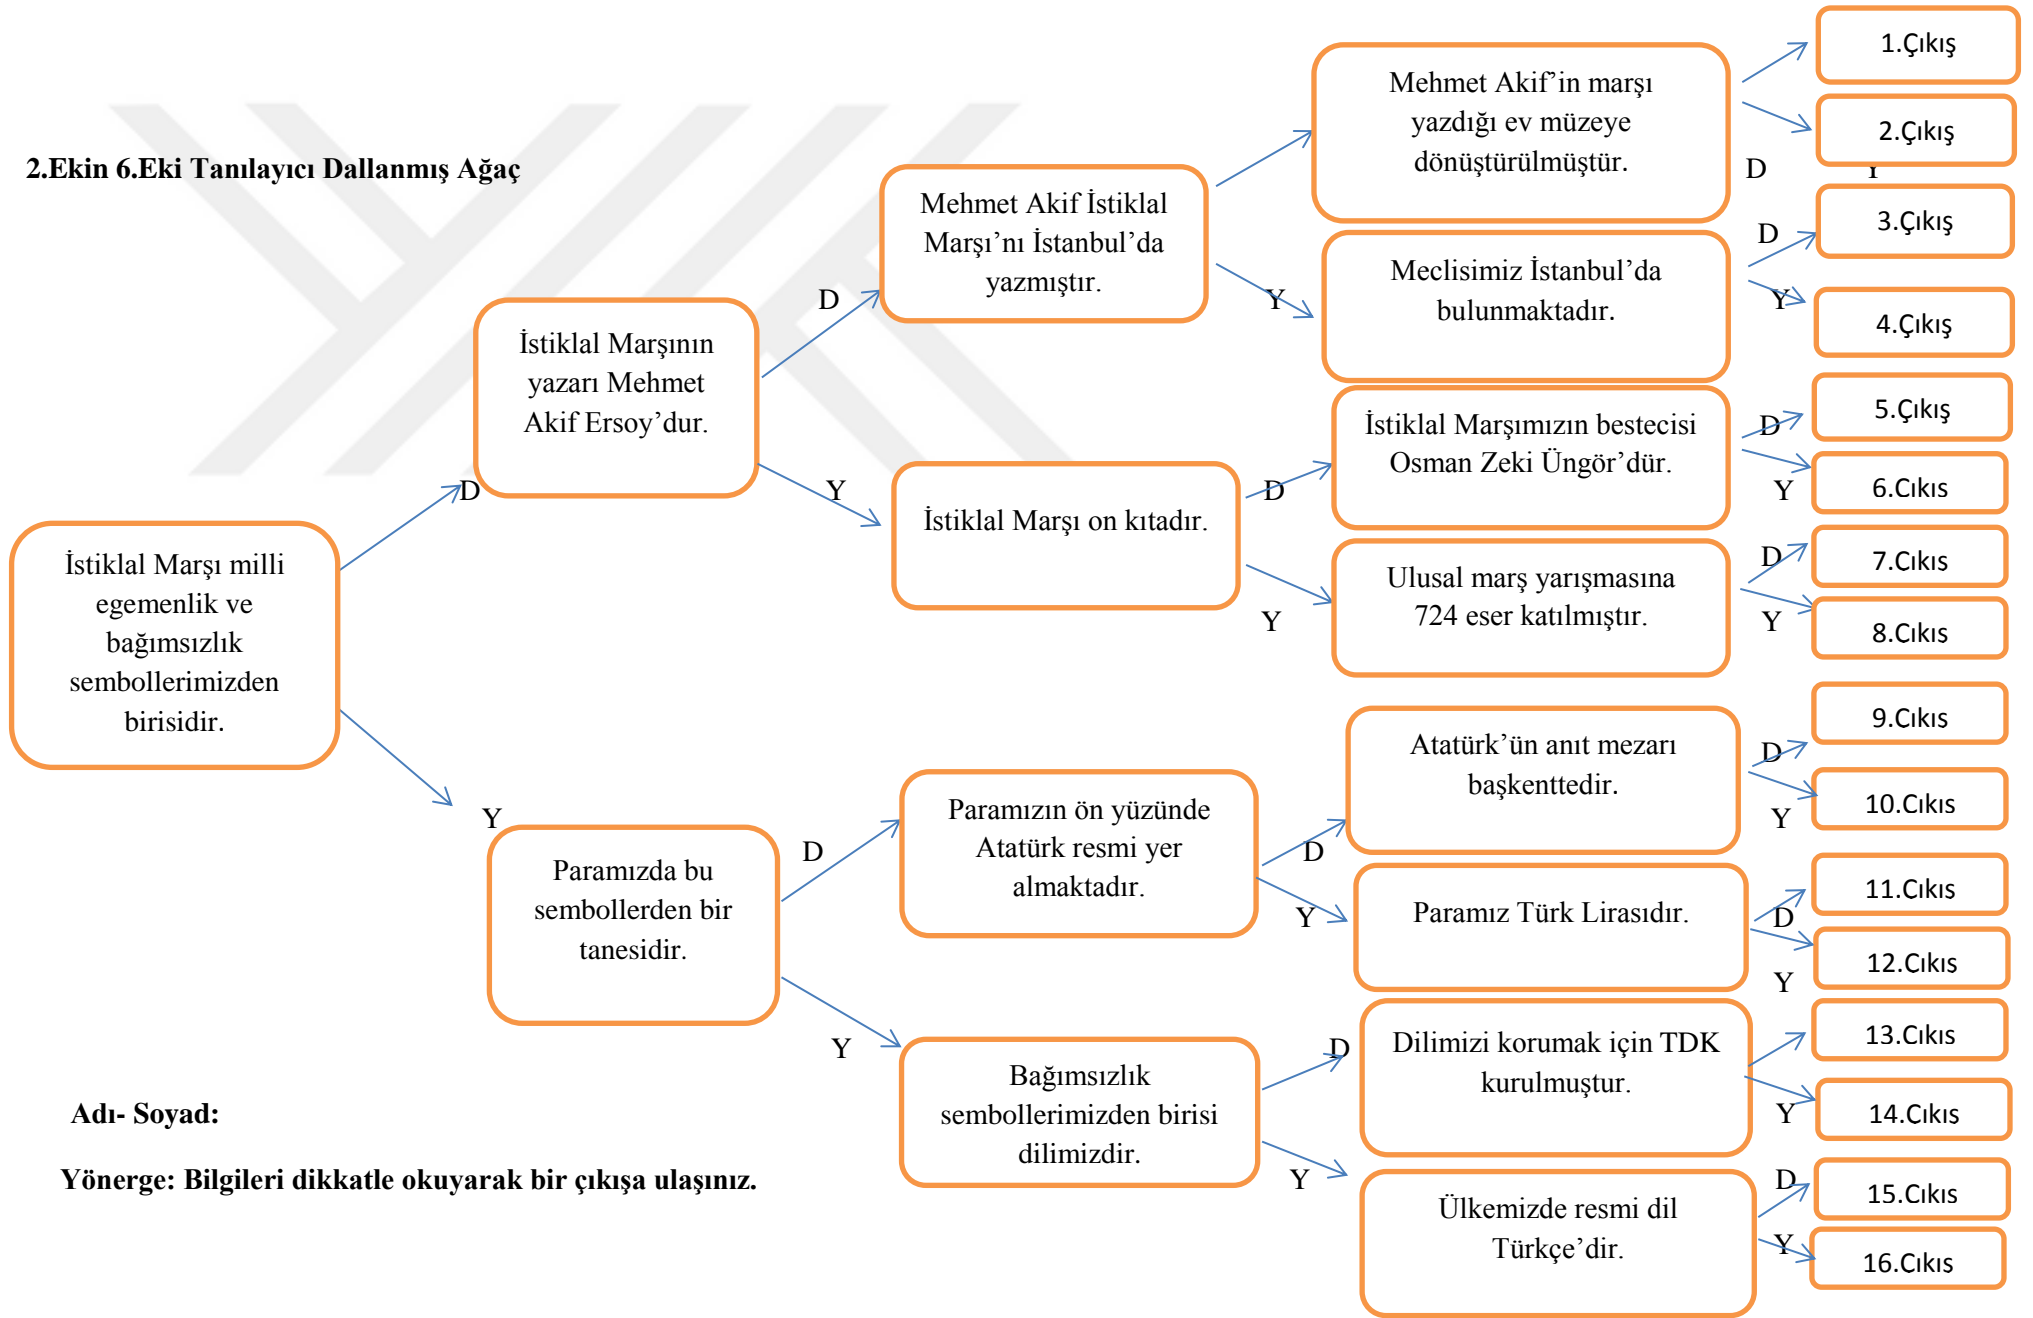 2.Ekin 6.Eki Tanılayıcı Dallanmış Ağaç
İstiklal Marşı milli
egemenlik ve
bağımsızlık
sembollerimizden
birisidir.
D
Y
İstiklal Marşının
yazarı Mehmet
Akif Ersoy’dur.
D
Y
Paramızda bu
sembollerden bir
tanesidir.
D
Y
Mehmet Akif İstiklal
Marşı’nı İstanbul’da
yazmıştır.
Y
İstiklal Marşı on kıtadır.
D
Y
Paramızın ön yüzünde
Atatürk resmi yer
almaktadır.
D
Y
Bağımsızlık
sembollerimizden birisi
dilimizdir.
D
Y
Mehmet Akif’in marşı
yazdığı ev müzeye
dönüştürülmüştür.
D
Y
Meclisimiz İstanbul’da
bulunmaktadır.
D
Y
İstiklal Marşımızın bestecisi
Osman Zeki Üngör’dür.
D
Y
Ulusal marş yarışmasına
724 eser katılmıştır.
D
Y
Atatürk’ün anıt mezarı
başkenttedir.
D
Y
Paramız Türk Lirasıdır.
D
Y
Dilimizi korumak için TDK
kurulmuştur.
Y
Ülkemizde resmi dil
Türkçe’dir.
D
Y
1.Çıkış
2.Çıkış
3.Çıkış
4.Çıkış
5.Çıkış
6.Cıkıs
7.Cıkıs
8.Cıkıs
9.Cıkıs
10.Cıkıs
11.Cıkıs
12.Cıkıs
13.Cıkıs
14.Cıkıs
15.Cıkıs
16.Cıkıs
Adı- Soyad:
Yönerge: Bilgileri dikkatle okuyarak bir çıkışa ulaşınız.